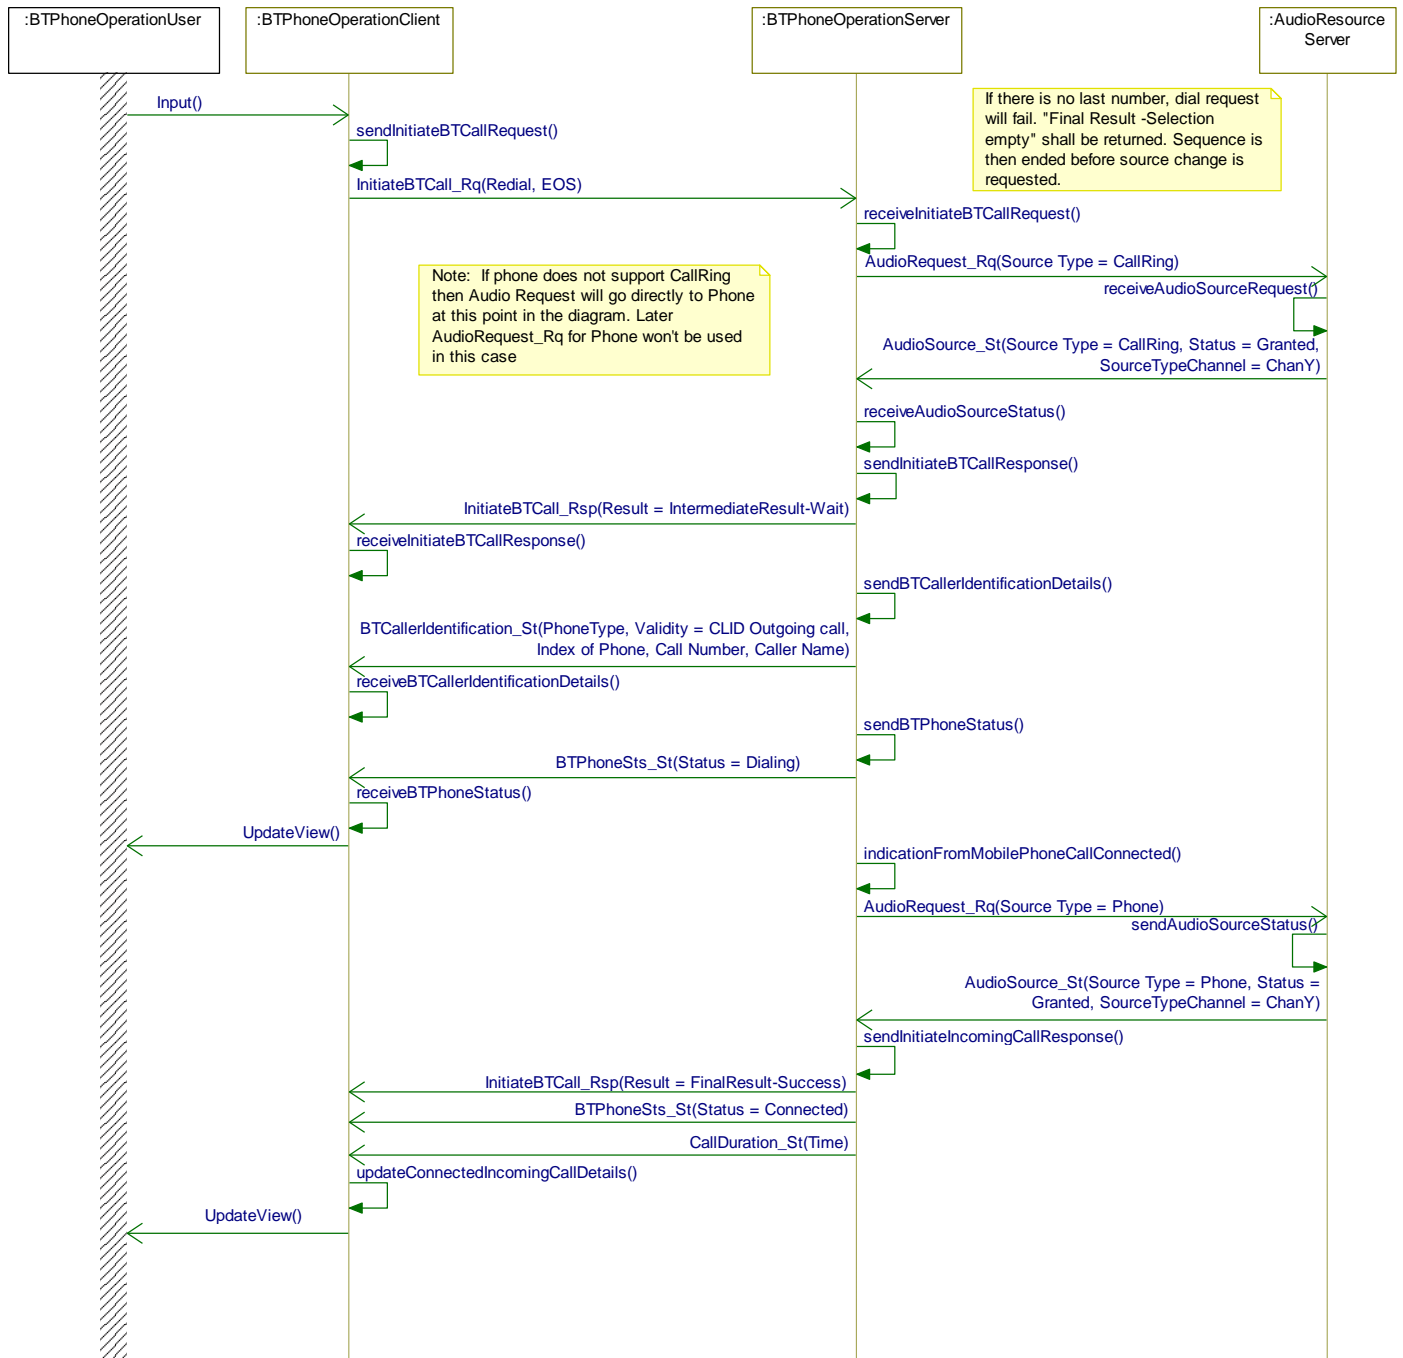 :BTPhoneOperationUser
:BTPhoneOperationClient
:BTPhoneOperationServer
:AudioResource
Server
Input()
If there is no last number, dial request
will fail. "Final Result -Selection
empty" shall be returned. Sequence is
then ended before source change is
requested.
sendInitiateBTCallRequest()
InitiateBTCall_Rq(Redial, EOS)
receiveInitiateBTCallRequest()
AudioRequest_Rq(Source Type = CallRing)
Note:  If phone does not support CallRing
then Audio Request will go directly to Phone
at this point in the diagram. Later
AudioRequest_Rq for Phone won't be used
in this case
receiveAudioSourceRequest()
AudioSource_St(Source Type = CallRing, Status = Granted,
SourceTypeChannel = ChanY)
receiveAudioSourceStatus()
sendInitiateBTCallResponse()
InitiateBTCall_Rsp(Result = IntermediateResult-Wait)
receiveInitiateBTCallResponse()
sendBTCallerIdentificationDetails()
BTCallerIdentification_St(PhoneType, Validity = CLID Outgoing call,
Index of Phone, Call Number, Caller Name)
receiveBTCallerIdentificationDetails()
sendBTPhoneStatus()
BTPhoneSts_St(Status = Dialing)
receiveBTPhoneStatus()
UpdateView()
indicationFromMobilePhoneCallConnected()
AudioRequest_Rq(Source Type = Phone)
sendAudioSourceStatus()
AudioSource_St(Source Type = Phone, Status =
Granted, SourceTypeChannel = ChanY)
sendInitiateIncomingCallResponse()
InitiateBTCall_Rsp(Result = FinalResult-Success)
BTPhoneSts_St(Status = Connected)
CallDuration_St(Time)
updateConnectedIncomingCallDetails()
UpdateView()